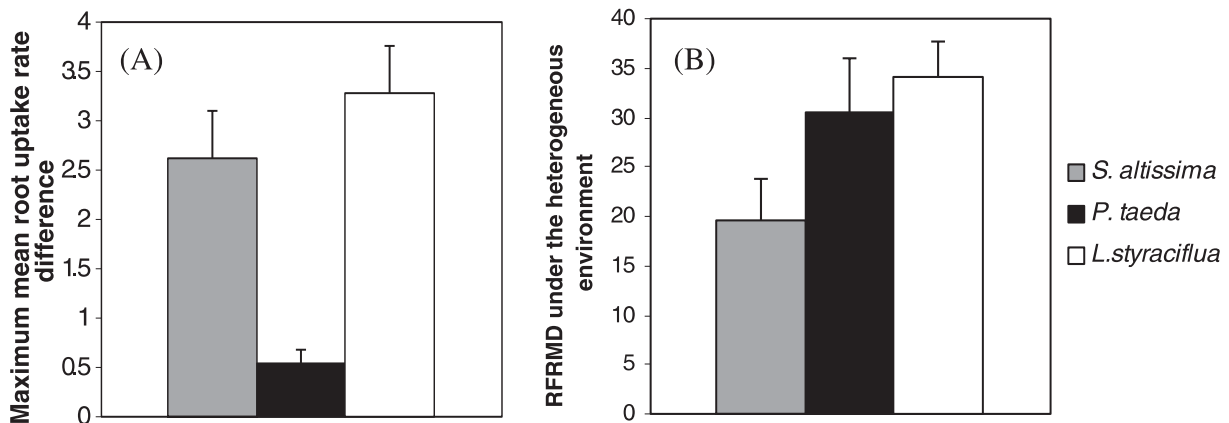 Maximum mean root uptake rate
difference
4
3.5
3
2.5
2
1.5
1
0.5
0
(A)
RFRMD under the heterogeneous
environment
40
35
30
25
20
15
10
5
0
(B)
S. altissima
P. taeda
L.styraciflua